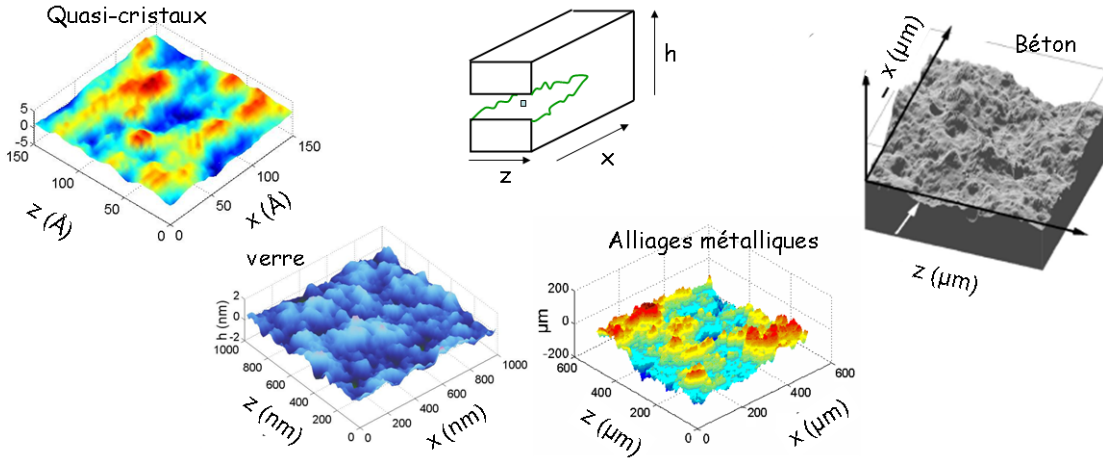 Quasi-cristaux
5
0
-5
150
100
50
0
0
50
100
150
z (Å)
x (Å)
h
x
z
Béton
x (µm)
z (µm)
verre
2
0
-2
h (nm)
1000
800
600
400
200
0
0
200
400
600
800
1000
z (nm)
x (nm)
Alliages métalliques
200
0
-200
µm
600
400
200
0
0
200
400
600
z (µm)
x (µm)